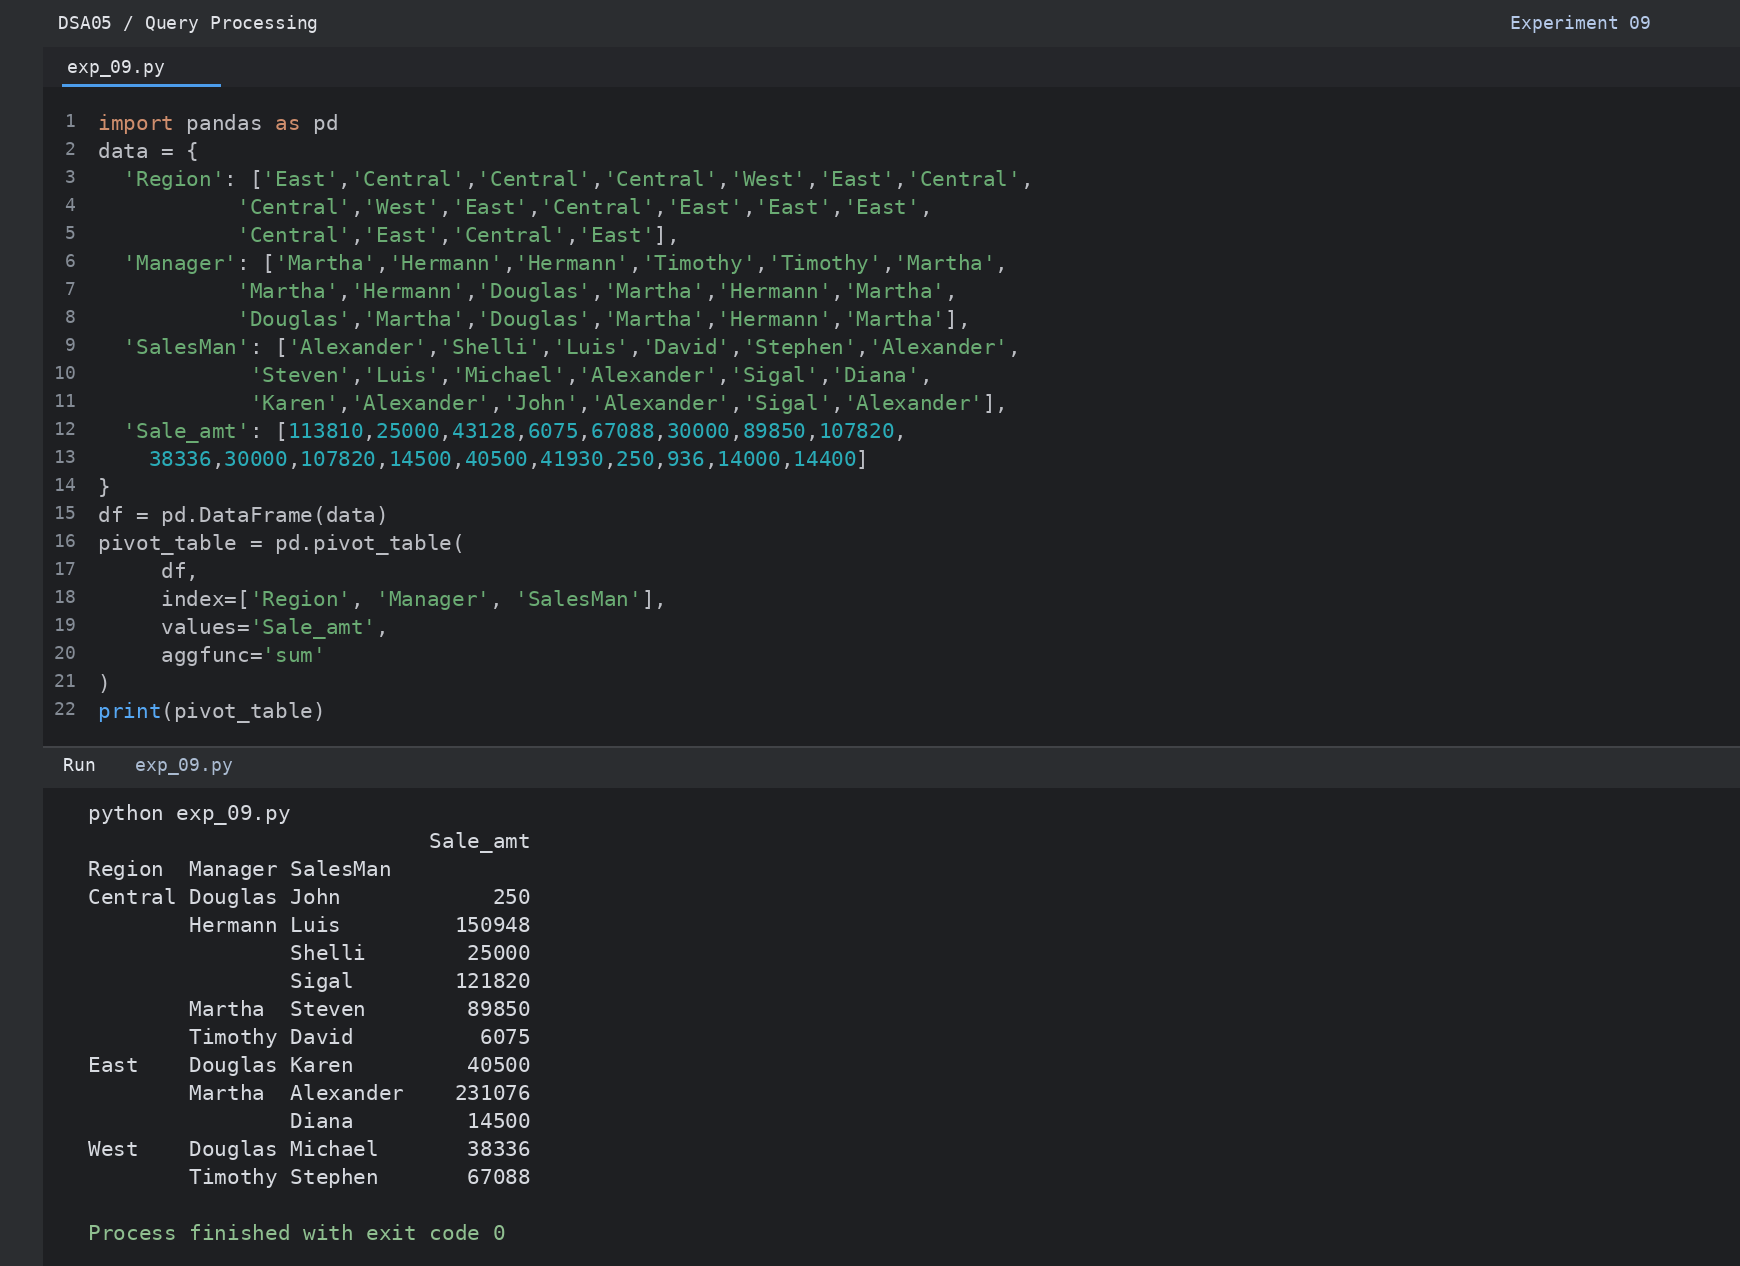 DSA05 / Query Processing
Experiment 09
exp_09.py
1 import pandas as pd
2 data = {
3   'Region': ['East','Central','Central','Central','West','East','Central',
4            'Central','West','East','Central','East','East','East',
5            'Central','East','Central','East'],
6   'Manager': ['Martha','Hermann','Hermann','Timothy','Timothy','Martha',
7            'Martha','Hermann','Douglas','Martha','Hermann','Martha',
8            'Douglas','Martha','Douglas','Martha','Hermann','Martha'],
9   'SalesMan': ['Alexander','Shelli','Luis','David','Stephen','Alexander',
10             'Steven','Luis','Michael','Alexander','Sigal','Diana',
11             'Karen','Alexander','John','Alexander','Sigal','Alexander'],
12   'Sale_amt': [113810,25000,43128,6075,67088,30000,89850,107820,
13     38336,30000,107820,14500,40500,41930,250,936,14000,14400]
14 }
15 df = pd.DataFrame(data)
16 pivot_table = pd.pivot_table(
17      df,
18      index=['Region', 'Manager', 'SalesMan'],
19      values='Sale_amt',
20      aggfunc='sum'
21 )
22 print(pivot_table)
Run exp_09.py
python exp_09.py
                           Sale_amt
Region  Manager SalesMan
Central Douglas John            250
        Hermann Luis         150948
                Shelli        25000
                Sigal        121820
        Martha  Steven        89850
        Timothy David          6075
East    Douglas Karen         40500
        Martha  Alexander    231076
                Diana         14500
West    Douglas Michael       38336
        Timothy Stephen       67088
Process finished with exit code 0